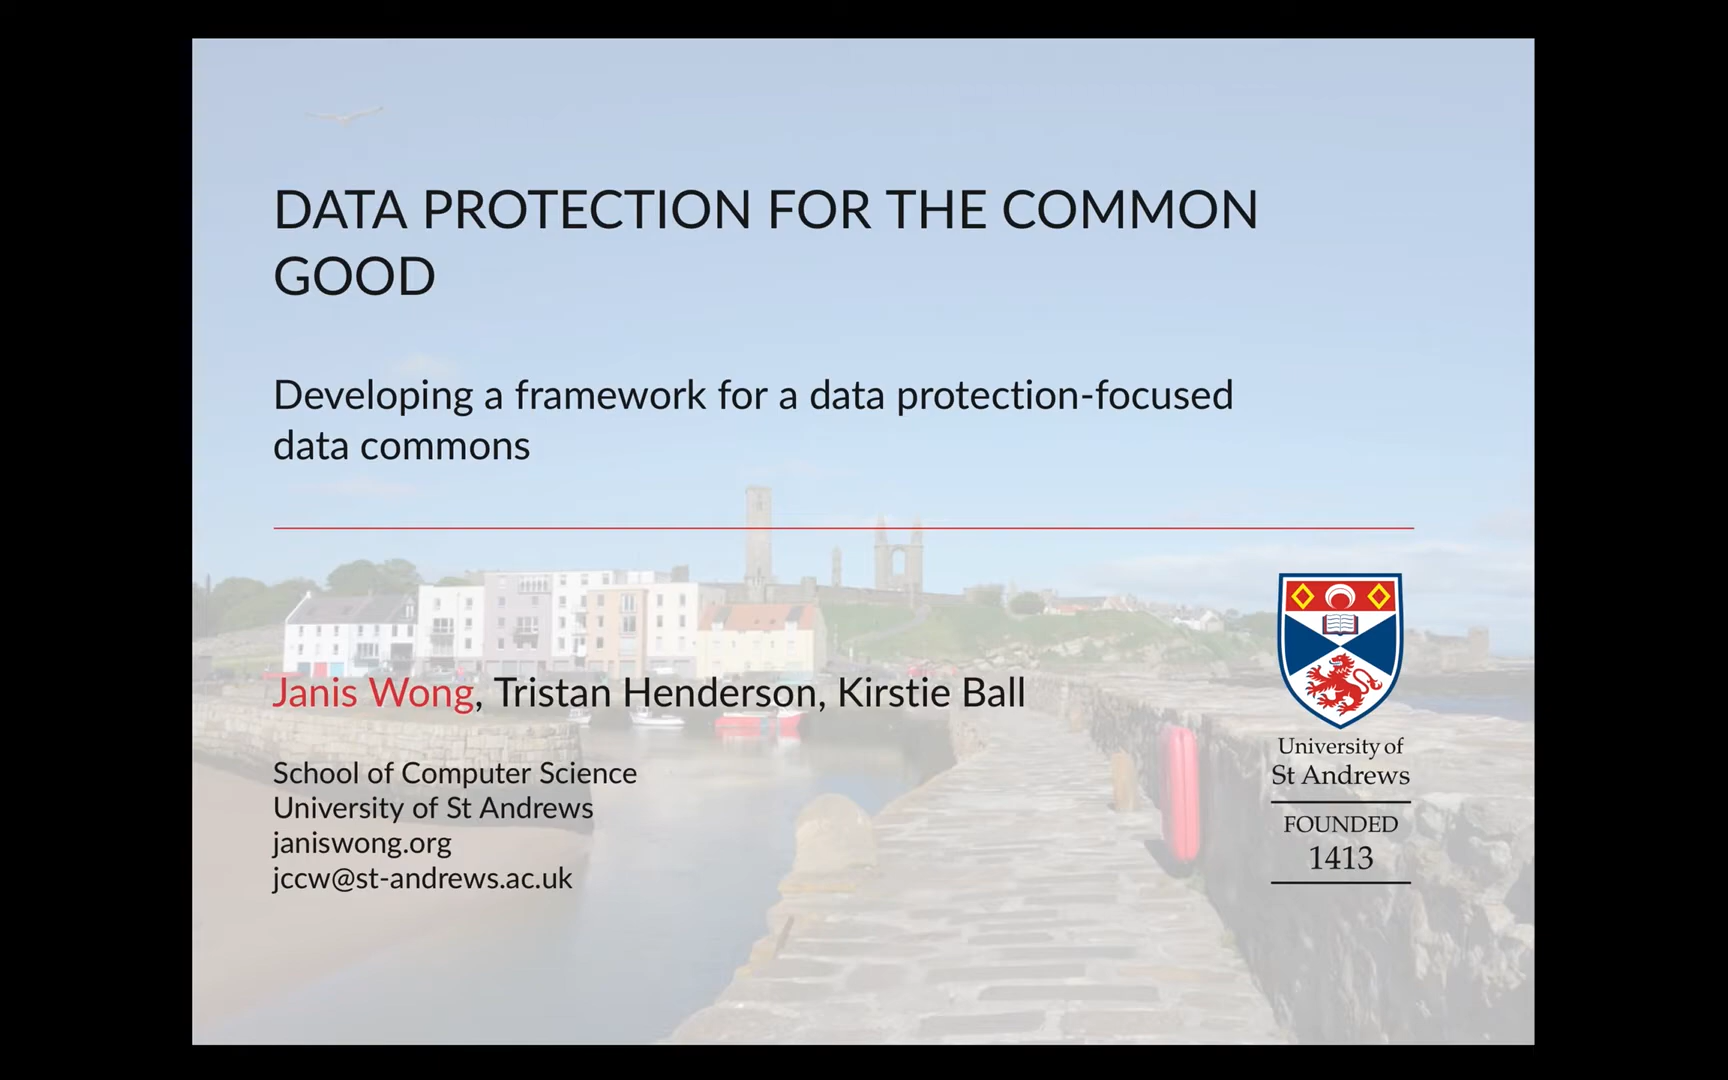 DATA PROTECTION FOR THE COMMON
GOOD
Developing a framework for a data protection-focused
data commons
Janis Wong, Tristan Henderson, Kirstie Ball
School of Computer Science
University of St Andrews
janiswong.org
jccw@st-andrews.ac.uk
University of
St Andrews
FOUNDED
1413